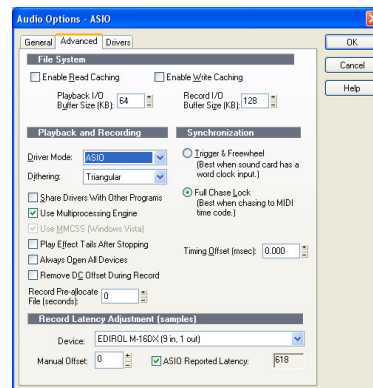 Audio Options - ASIO
General Advanced Drivers
OK
Cancel
Help
File System
Enable Read Caching Enable Write Caching
Playback I/O Buffer Size (KB): 64
Record I/O Buffer Size (KB): 128
Playback and Recording
Driver Mode: ASIO
Dithering: Triangular
Share Drivers With Other Programs
Use Multiprocessing Engine
Use MMCSS (Windows Vista)
Play Effect Tails After Stopping
Always Open All Devices
Remove DC Offset During Record
Record Pre-allocate File (seconds): 0
Synchronization
Trigger & Freewheel
(Best when sound card has a
word clock input.)
Full Chase Lock
(Best when chasing to MIDI
time code.)
Timing Offset (msec): 0.000
Record Latency Adjustment (samples)
Device: EDIROL M-16DX (9 in, 1 out)
Manual Offset: 0 ASIO Reported Latency: 618